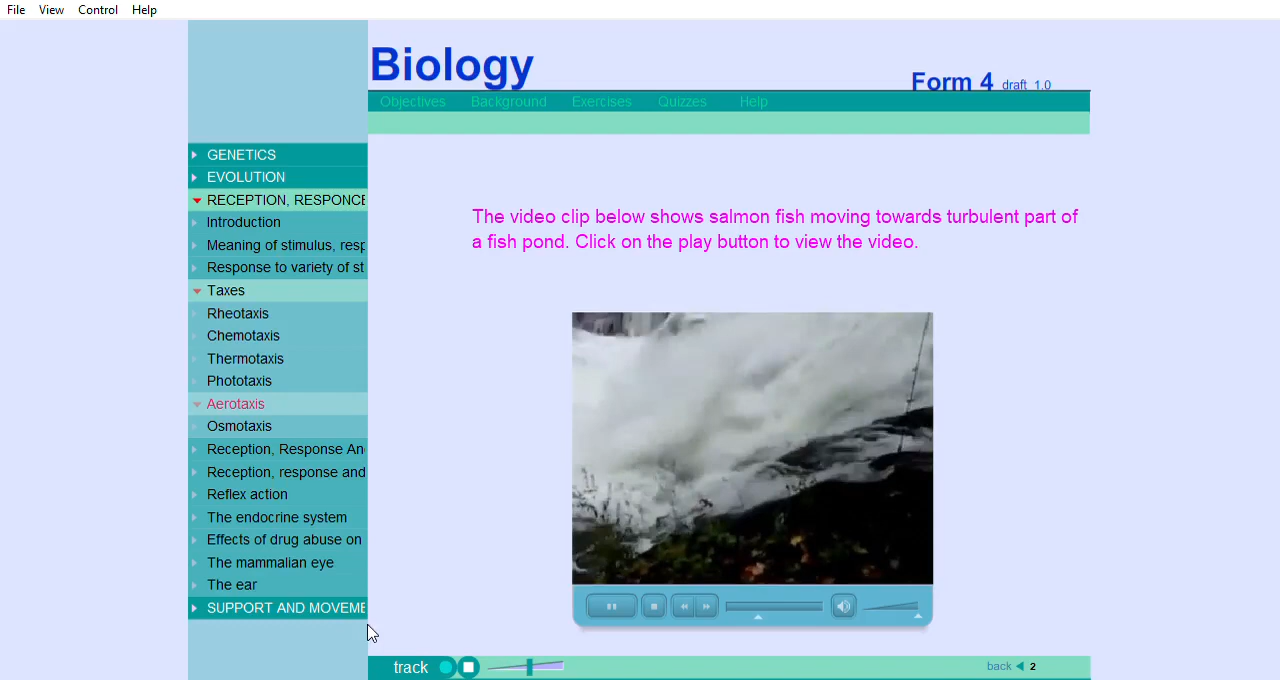 File View Control Help
Biology
Form 4 draft 1.0
Objectives Background Exercises Quizzes Help
GENETICS
EVOLUTION
RECEPTION, RESPONCE
Introduction
Meaning of stimulus, resp
Response to variety of st
Taxes
Rheotaxis
Chemotaxis
Thermotaxis
Phototaxis
Aerotaxis
Osmotaxis
Reception, Response An
Reception, response and
Reflex action
The endocrine system
Effects of drug abuse on
The mammalian eye
The ear
SUPPORT AND MOVEME
The video clip below shows salmon fish moving towards turbulent part of
a fish pond. Click on the play button to view the video.
track
back 2